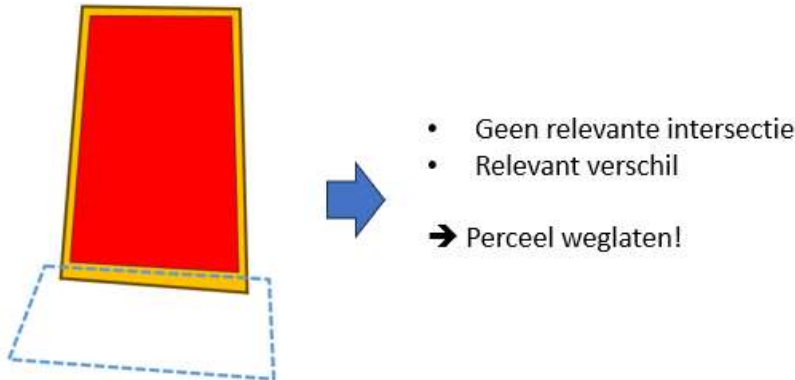 • Geen relevante intersectie
• Relevant verschil
➔ Perceel weglaten!